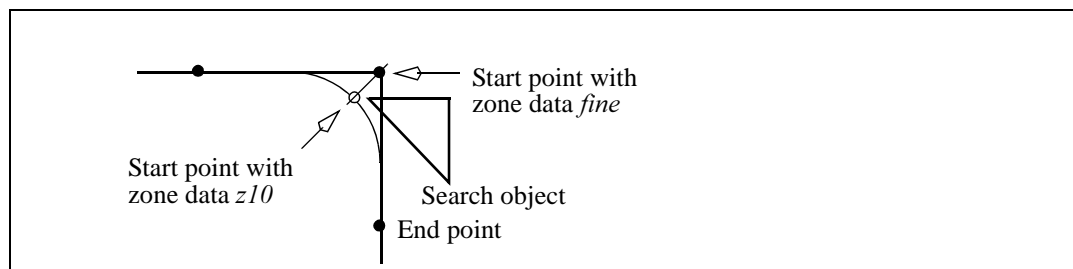 Start point with
zone data fine
Start point with
zone data z10
Search object
End point